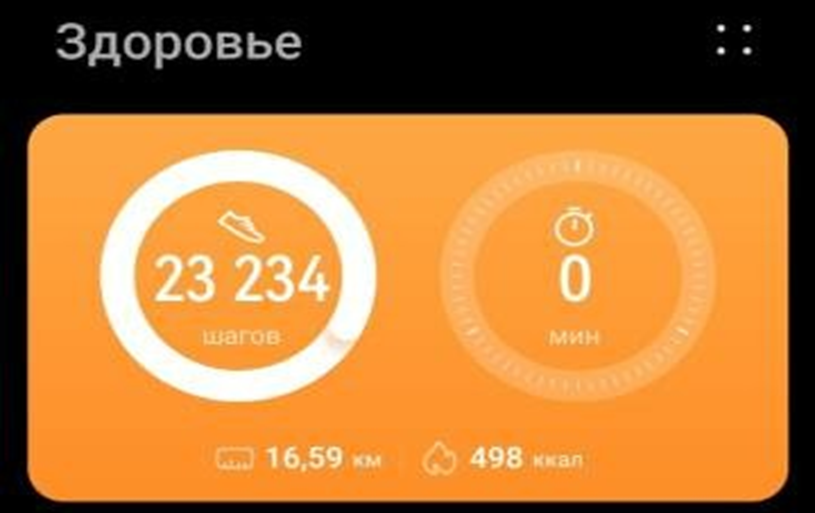 Здоровье
23 234
шагов
0
мин
16,59 км
498 ккал